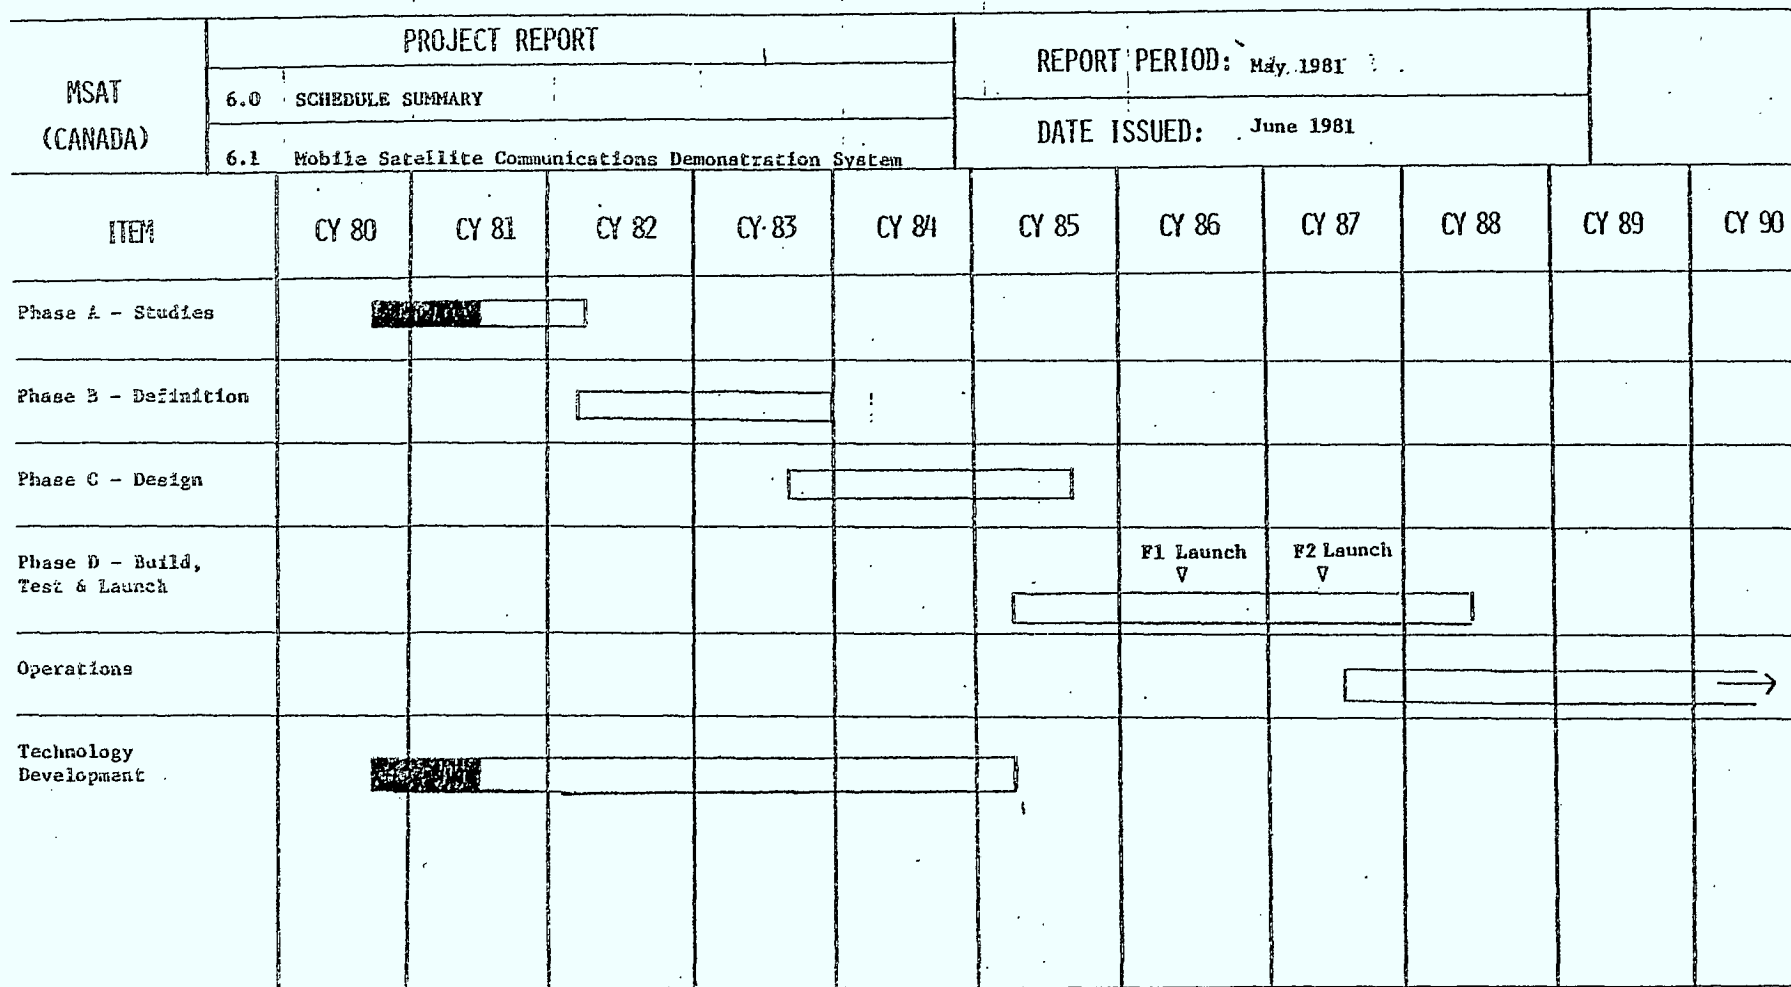 MSAT
(CANADA)
PROJECT REPORT
6.0 SCHEDULE SUMMARY
6.1 Mobile Satellite Communications Demonstration System
REPORT PERIOD: May 1981
DATE ISSUED: June 1981
ITEM CY 80 CY 81 CY 82 CY 83 CY 84 CY 85 CY 86 CY 87 CY 88 CY 89 CY 90
Phase A - Studies
Phase B - Definition
Phase C - Design
Phase D - Build,
Test & Launch
F1 Launch F2 Launch
Operations
Technology
Development